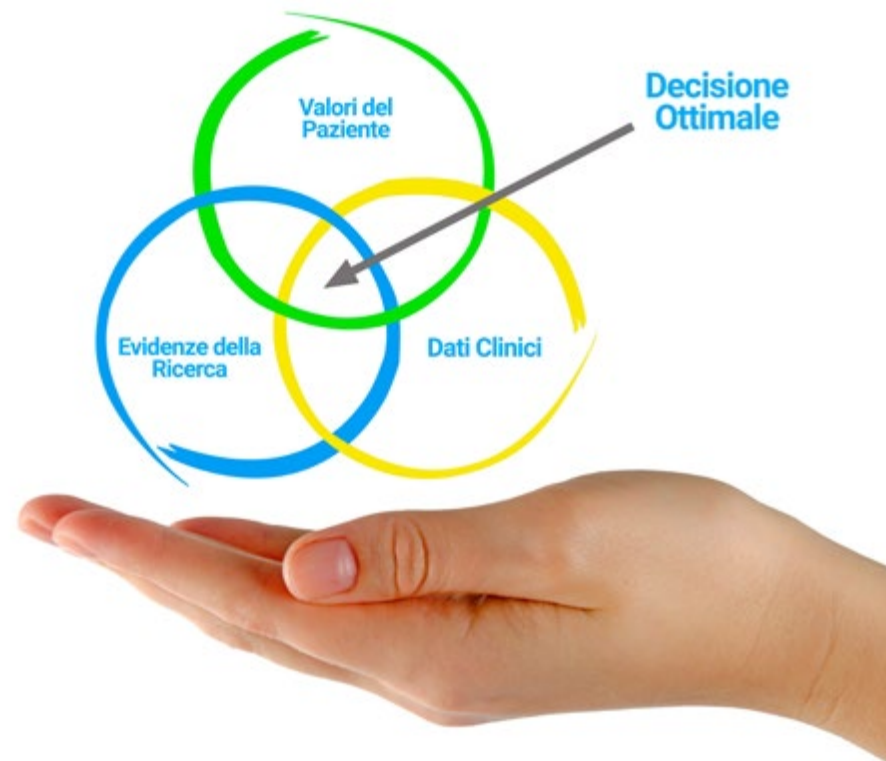 Valori del
Paziente
Decisione
Ottimale
Evidenze della
Ricerca
Dati Clinici